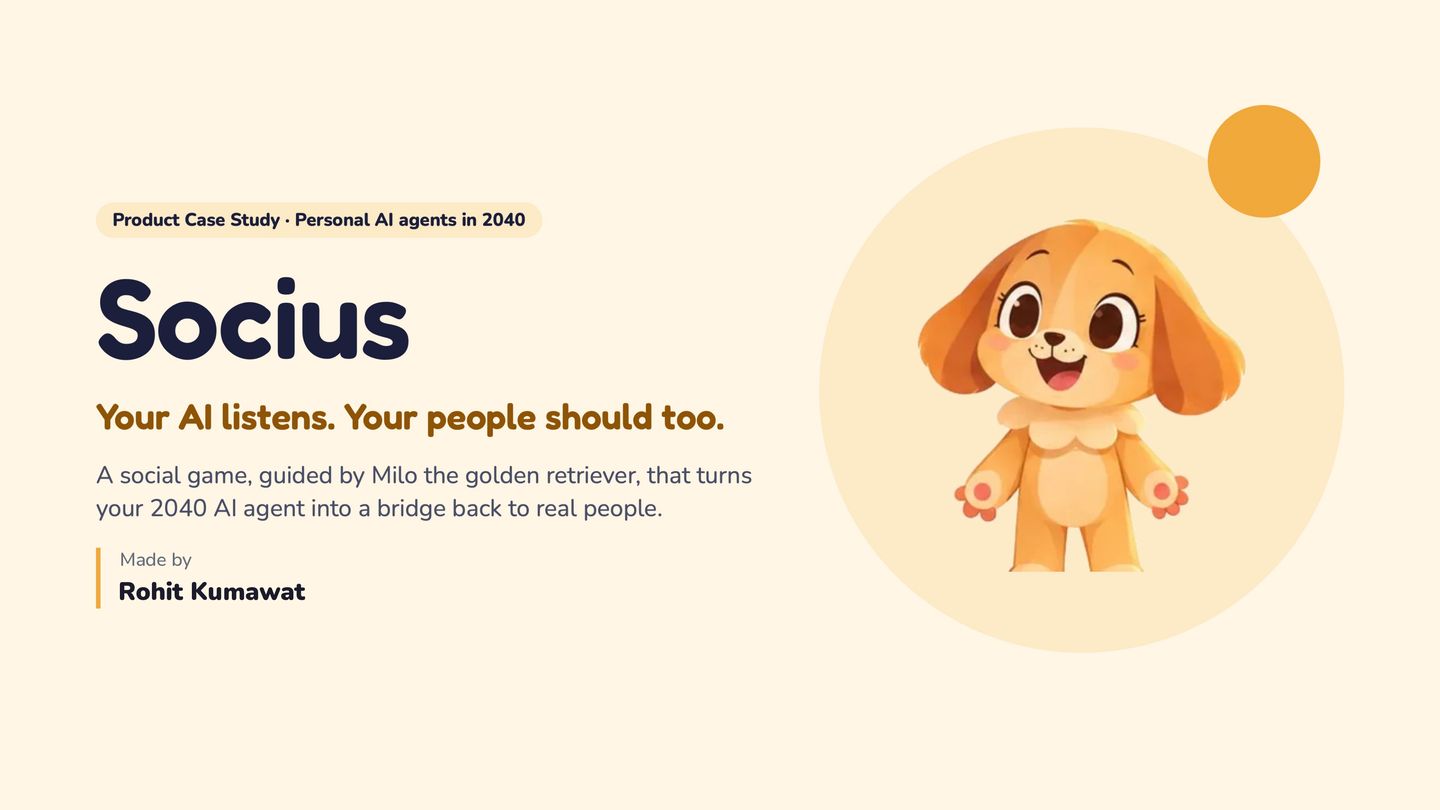 Product Case Study · Personal AI agents in 2040
Socius
Your AI listens. Your people should too.
A social game, guided by Milo the golden retriever, that turns
your 2040 AI agent into a bridge back to real people.
Made by
Rohit Kumawat